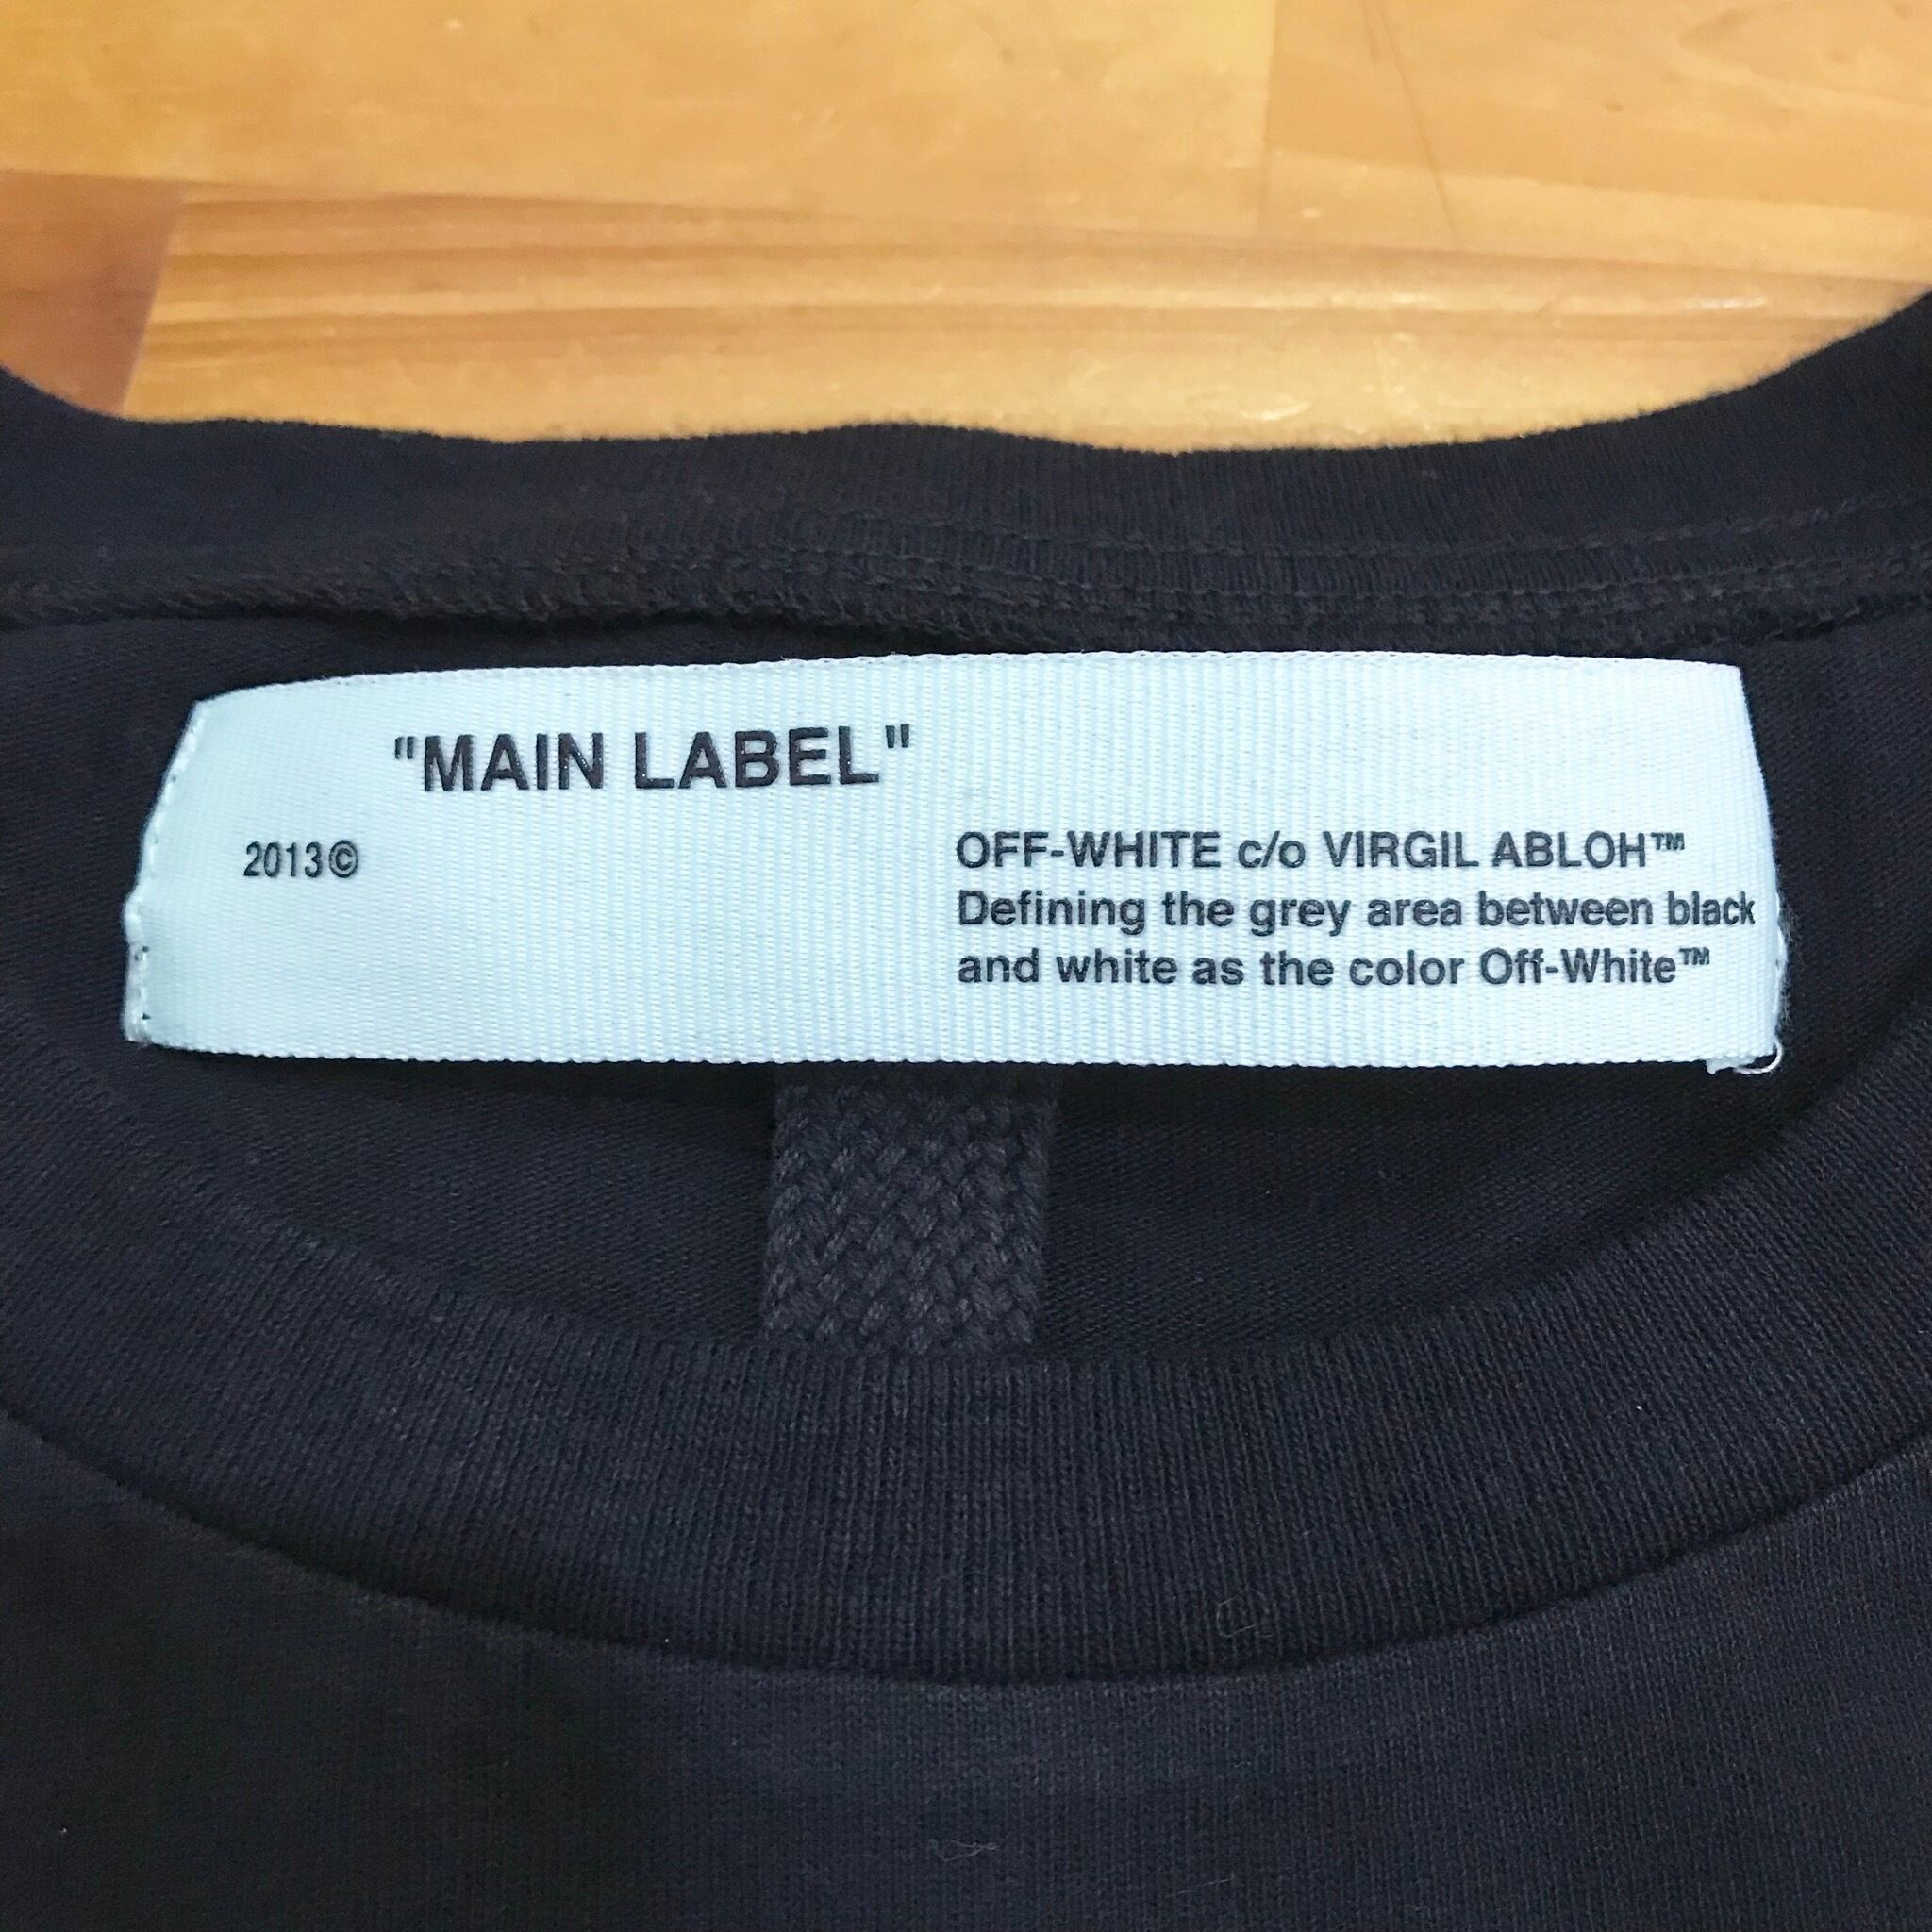 "MAIN LABEL"
2013©
OFF-WHITE c/o VIRGIL ABLOH™
Defining the grey area between black
and white as the color Off-White™